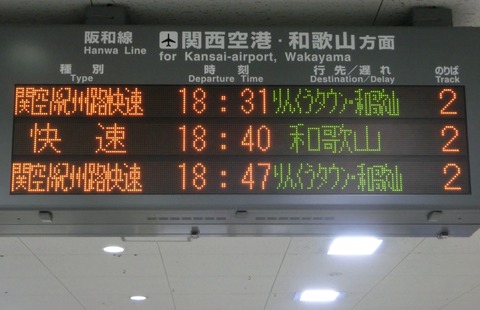 阪和線 関西空港・和歌山方面
Hanwa Line for Kansai-airport, Wakayama
種別 時刻 行先/遅れ のりば
Type Departure Time Destination/Delay Track
関空紀州路快速 18:31 りんくうタウン・和歌山 2
快速 18:40 和歌山 2
関空紀州路快速 18:47 りんくうタウン・和歌山 2